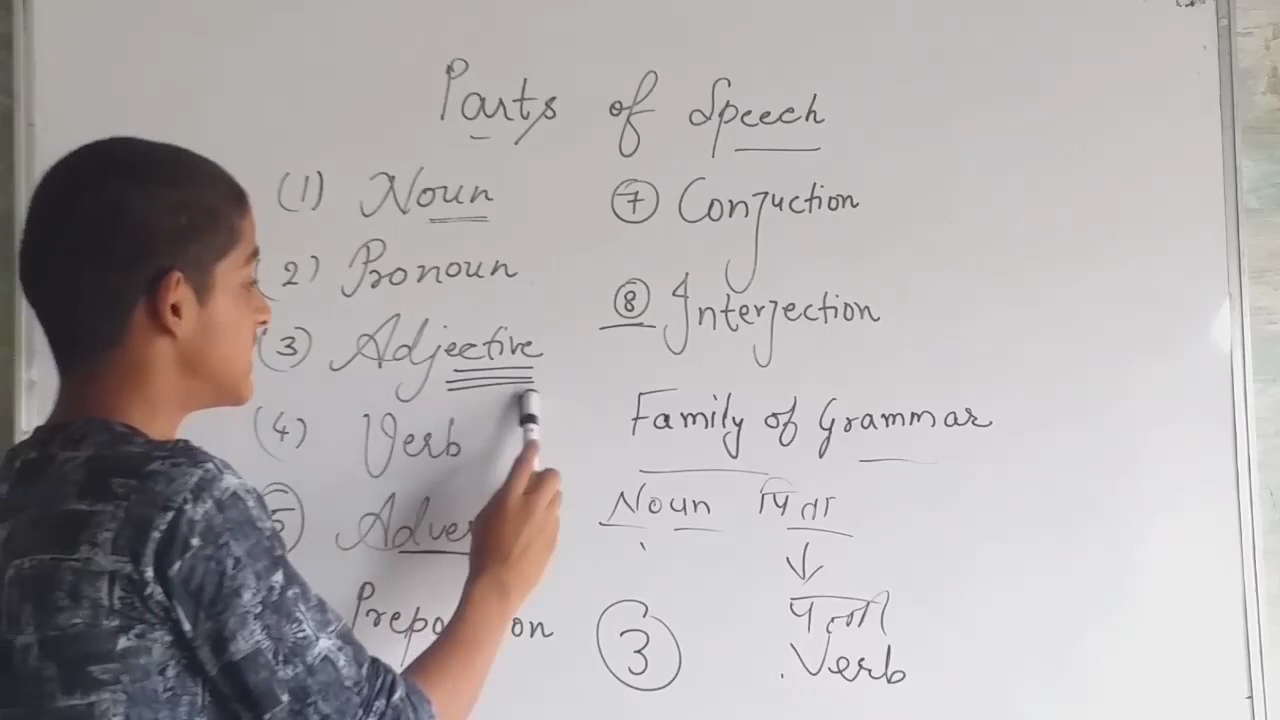 Parts of Speech
(1) Noun
2) Pronoun
(3) Adjective
(4) Verb
5
⑦ Conjuction
⑧ Interjection
Family of Grammar
Noun पिता
↓
3 पत्नी
Verb